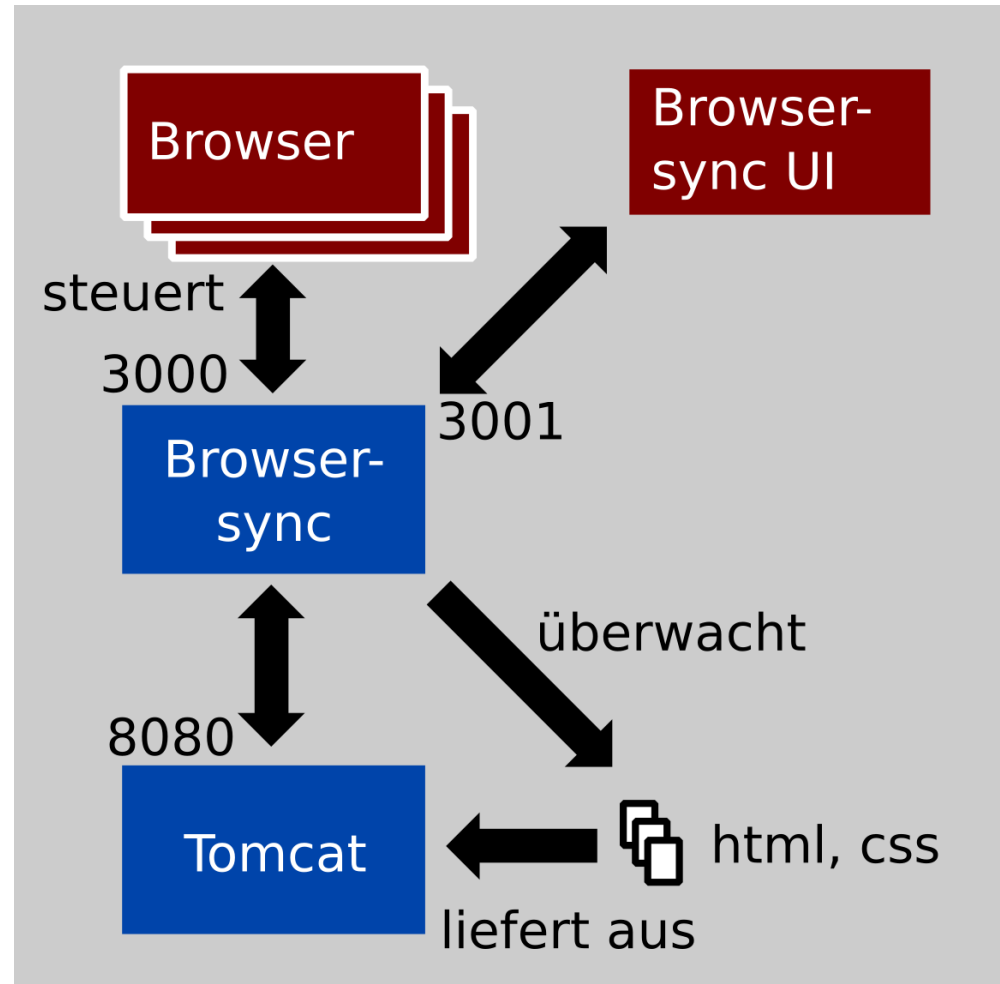 Browser
Browser-
sync UI
steuert
3000
3001
Browser-
sync
überwacht
8080
Tomcat
html, css
liefert aus